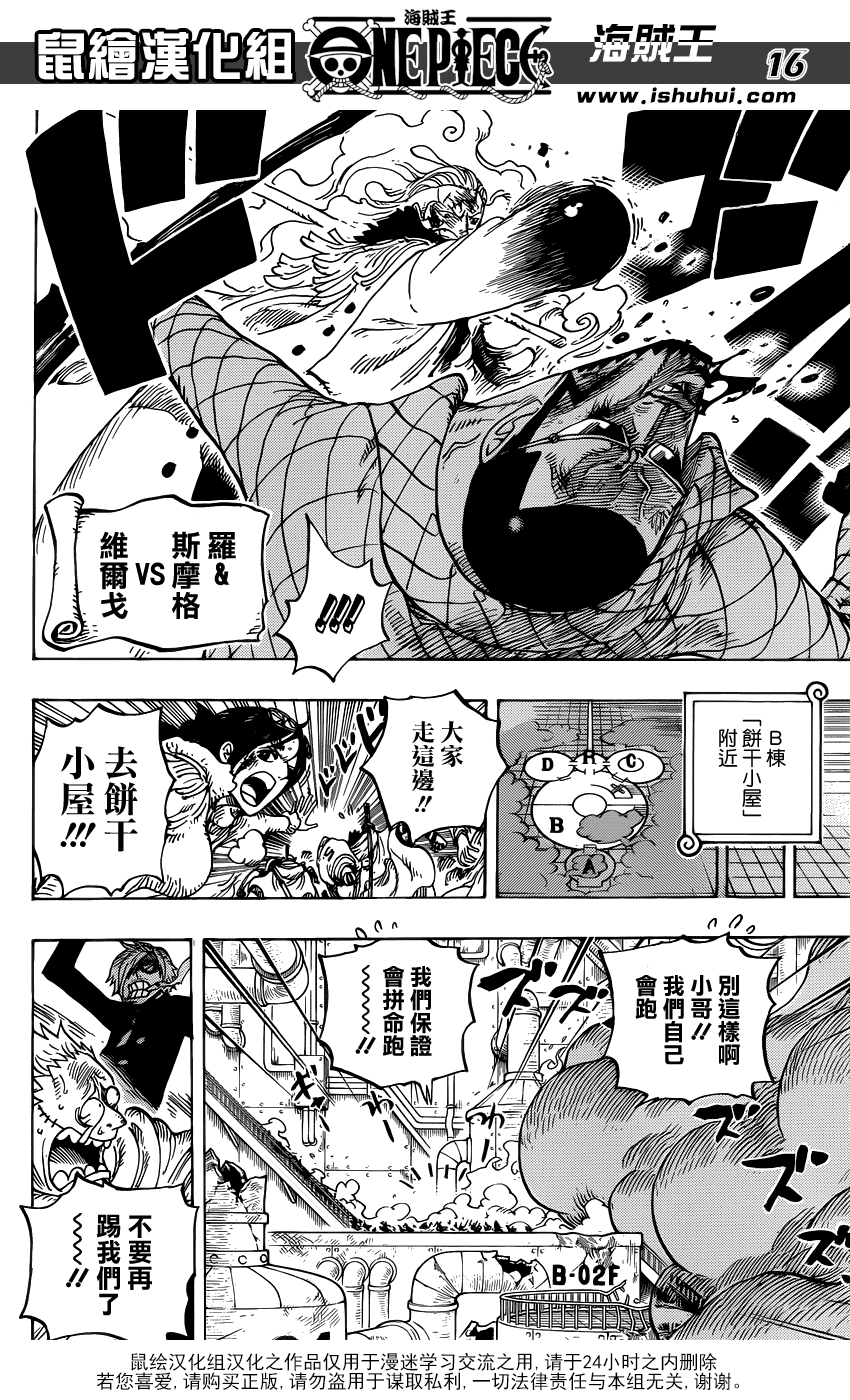 鼠繪漢化組
海賊王
ONE PIECE
海賊王
16
www.ishuhui.com
羅&
斯摩格
VS
維爾戈
!!!
B棟
「餅干小屋」
附近
D
R
C
B
A
大家
走這邊!!
去餅干
小屋!!!
別這樣啊
小哥!!
我們自己
會跑
我們保證
會拼命跑
~~~~!!
B-02F
不要再
踢我們了
~~~~!!
鼠绘汉化组汉化之作品仅用于漫迷学习交流之用,请于24小时之内删除
若您喜爱,请购买正版,请勿盗用于谋取私利,一切法律责任与本组无关,谢谢。